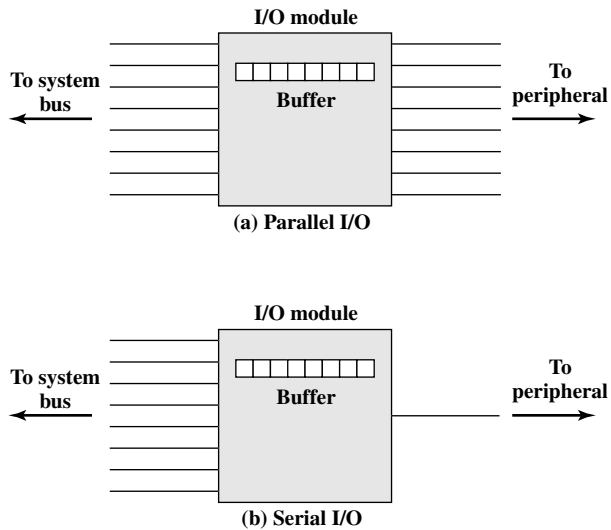 I/O module
To system
bus
Buffer
To
peripheral
(a) Parallel I/O
I/O module
To system
bus
Buffer
To
peripheral
(b) Serial I/O